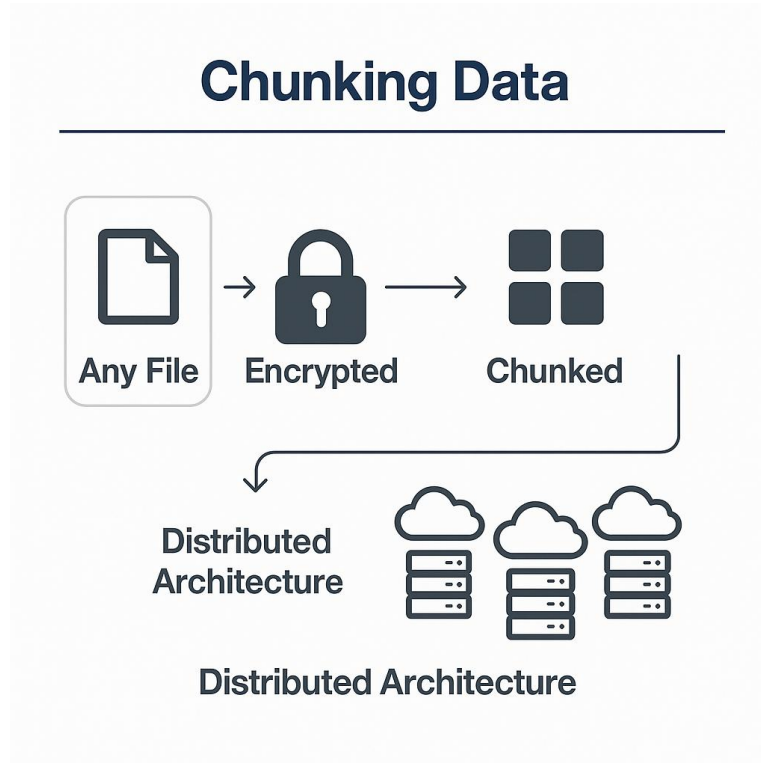 Chunking Data
Any File
Encrypted
Chunked
Distributed
Architecture
Distributed Architecture